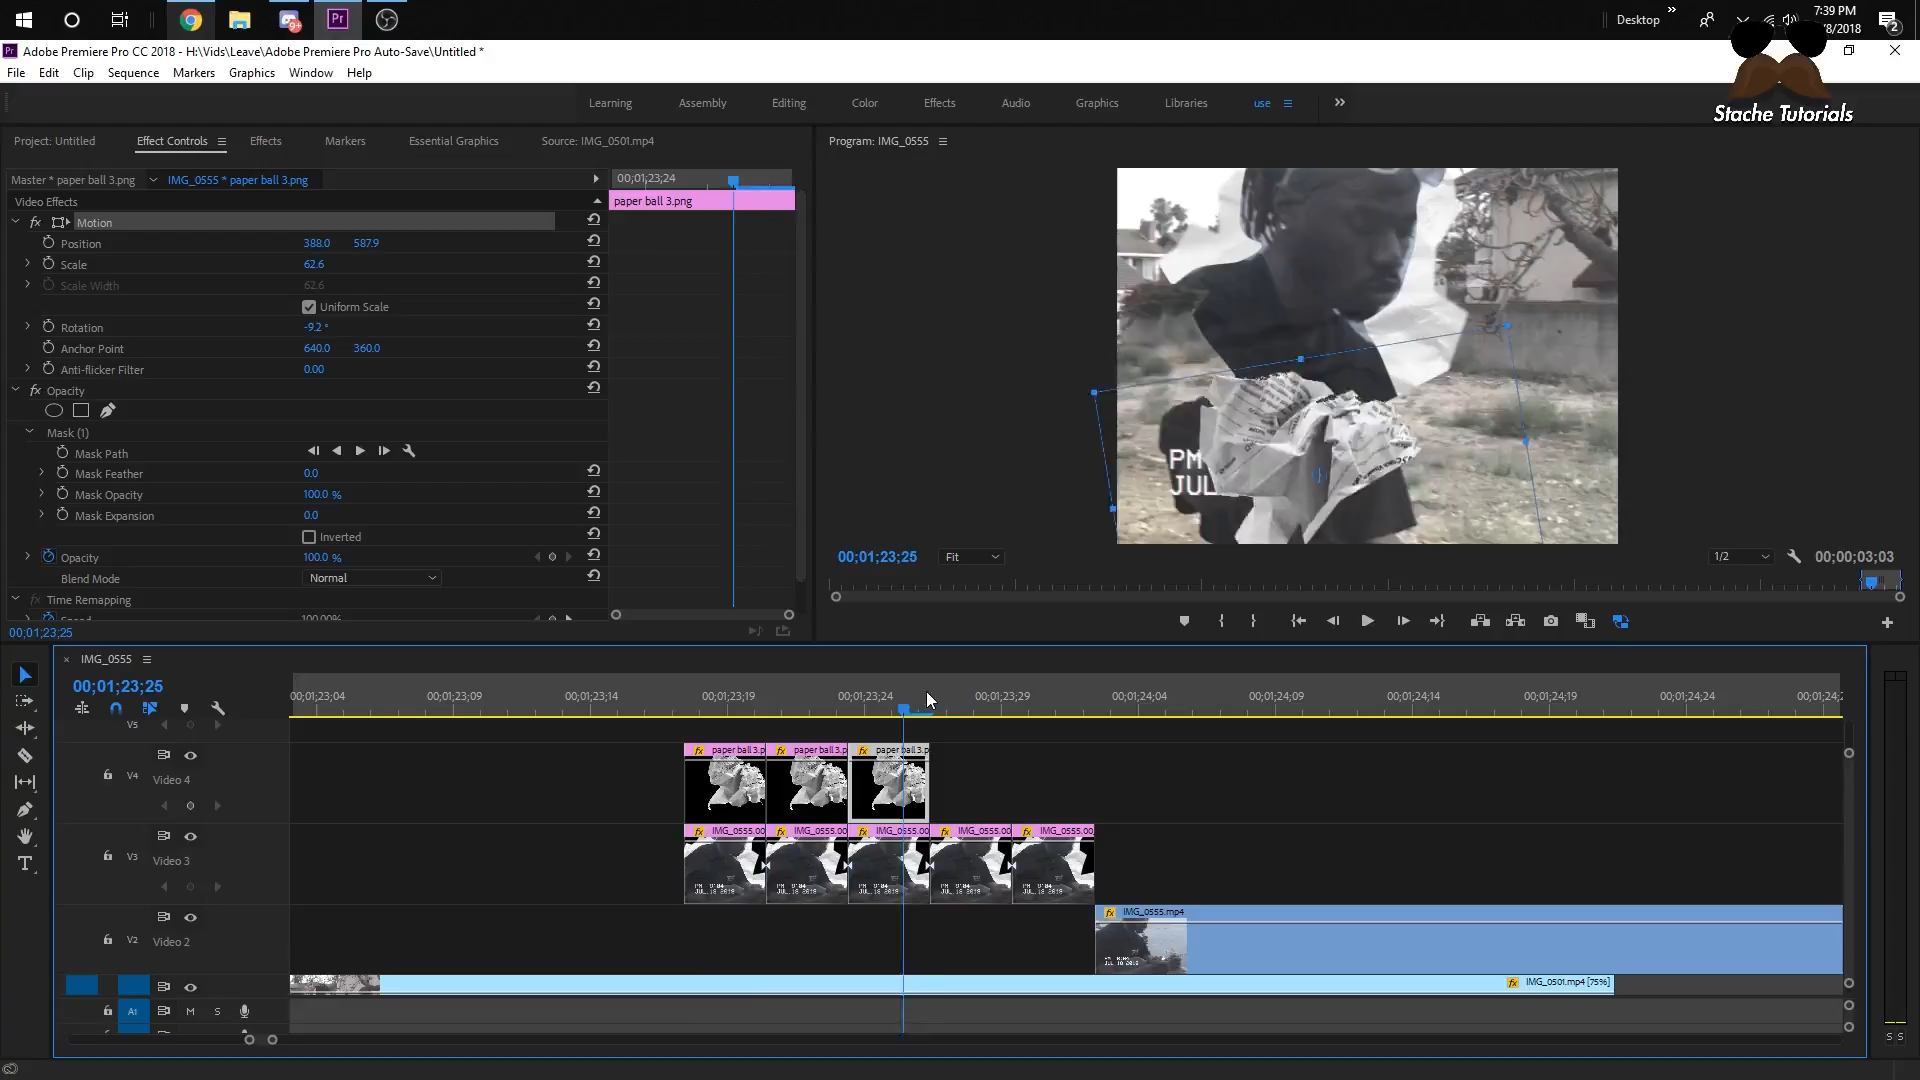 Desktop
7:39 PM
/8/2018
9+
2
Adobe Premiere Pro CC 2018 - H:\Vids\Leave\Adobe Premiere Pro Auto-Save\Untitled *
File Edit Clip Sequence Markers Graphics Window Help
Learning Assembly Editing Color Effects Audio Graphics Libraries use
Stache Tutorials
Project: Untitled Effect Controls Effects Markers Essential Graphics Source: IMG_0501.mp4
Program: IMG_0555
Master * paper ball 3.png IMG_0555 * paper ball 3.png 00;01;23;24
Video Effects paper ball 3.png
fx Motion
Position 388.0 587.9
Scale 62.6
Scale Width 62.6
Uniform Scale
Rotation -9.2 °
Anchor Point 640.0 360.0
Anti-flicker Filter 0.00
fx Opacity
Mask (1)
Mask Path
Mask Feather 0.0
Mask Opacity 100.0 %
Mask Expansion 0.0
Inverted
Opacity 100.0 %
Blend Mode Normal
fx Time Remapping
Speed 100.00%
00;01;23;25
PM
JUL
00;01;23;25 Fit 1/2 00;00;03;03
IMG_0555
00;01;23;25
00;01;23;04 00;01;23;09 00;01;23;14 00;01;23;19 00;01;23;24 00;01;23;29 00;01;24;04 00;01;24;09 00;01;24;14 00;01;24;19 00;01;24;24 00;01;24;2
V5
V4 Video 4
fx paper ball 3.p fx paper ball 3.p fx paper ball 3.p
V3 Video 3
fx IMG_0555.00 fx IMG_0555.00 fx IMG_0555.00 fx IMG_0555.00 fx IMG_0555.00
V2 Video 2
fx IMG_0555.mp4
fx IMG_0501.mp4 [75%]
A1 M S
S S